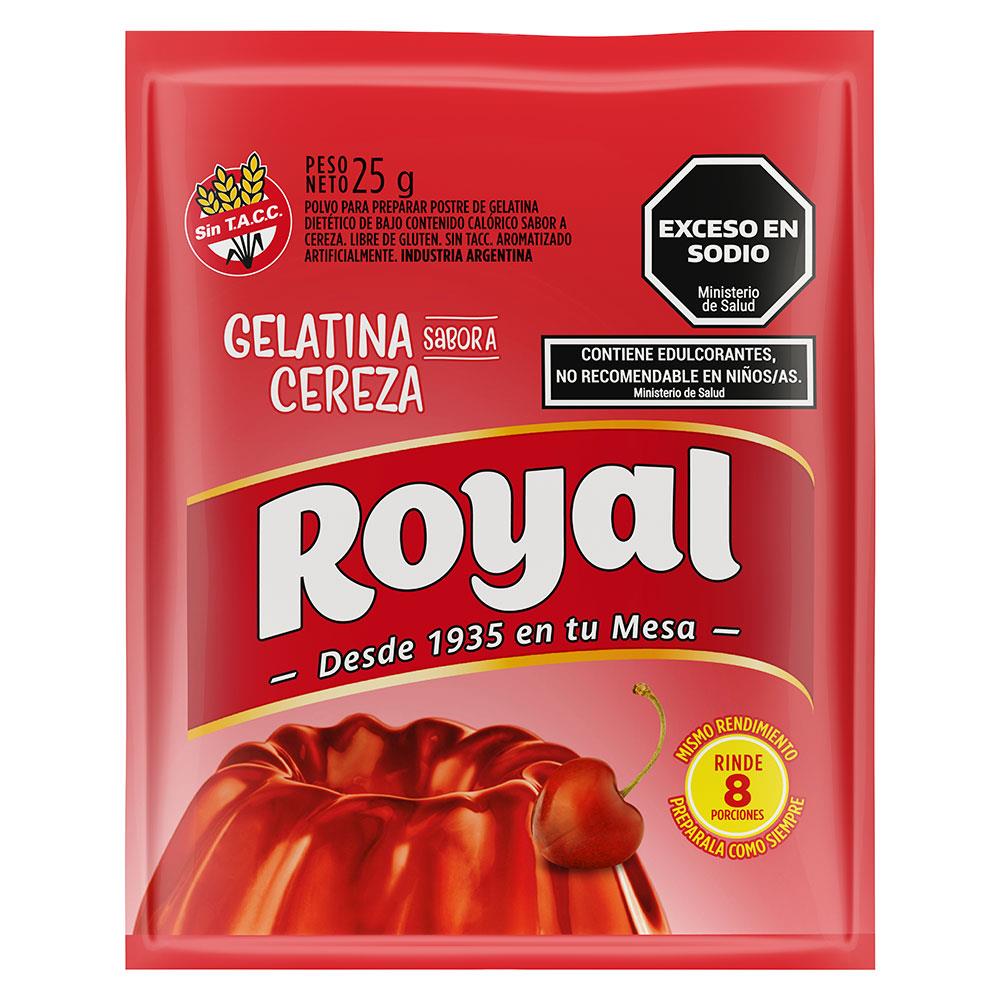 Sin T.A.C.C.
PESO
NETO 25 g
POLVO PARA PREPARAR POSTRE DE GELATINA
DIETÉTICO DE BAJO CONTENIDO CALÓRICO SABOR A
CEREZA. LIBRE DE GLUTEN. SIN TACC. AROMATIZADO
ARTIFICIALMENTE. INDUSTRIA ARGENTINA
EXCESO EN
SODIO
Ministerio
de Salud
CONTIENE EDULCORANTES,
NO RECOMENDABLE EN NIÑOS/AS.
Ministerio de Salud
GELATINA SABOR A
CEREZA
Royal
— Desde 1935 en tu Mesa —
MISMO RENDIMIENTO
RINDE
8
PORCIONES
PREPARALA COMO SIEMPRE